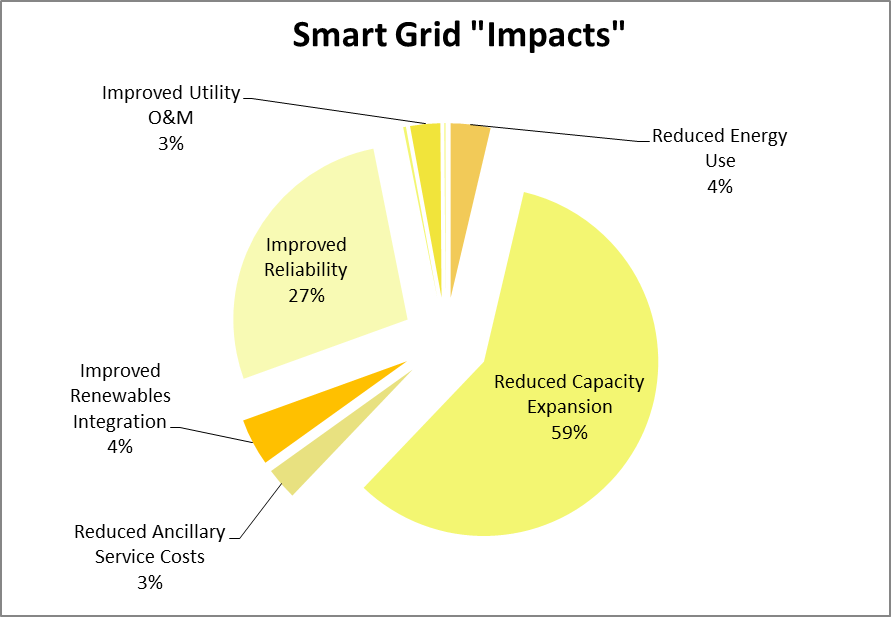 Smart Grid "Impacts"
Improved Utility
O&M
3%
Reduced Energy
Use
4%
Improved
Reliability
27%
Improved
Renewables
Integration
4%
Reduced Capacity
Expansion
59%
Reduced Ancillary
Service Costs
3%